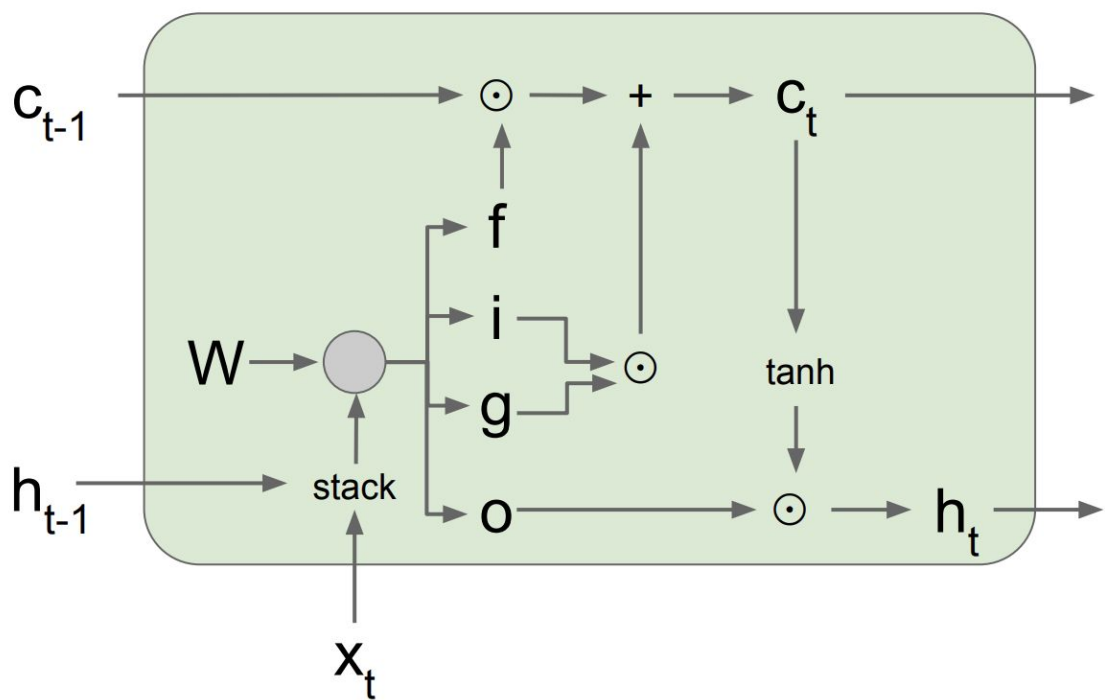 c_{t-1} ⊙ + c_t
f
i
W ⊙ tanh
g
h_{t-1} stack
o ⊙ h_t
x_t